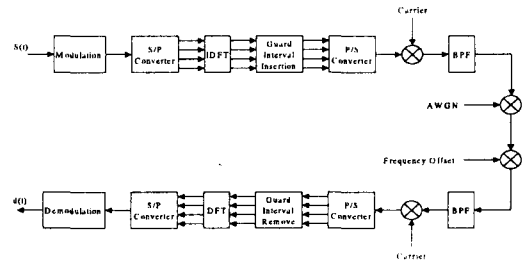 Carrier
S(t)
Modulation
S/P
Converter
IDFT
Guard
Interval
Insertion
P/S
Converter
BPF
AWGN
Frequency Offset
d(t)
Demodulation
S/P
Converter
DFT
Guard
Interval
Remove
P/S
Converter
BPF
Carrier